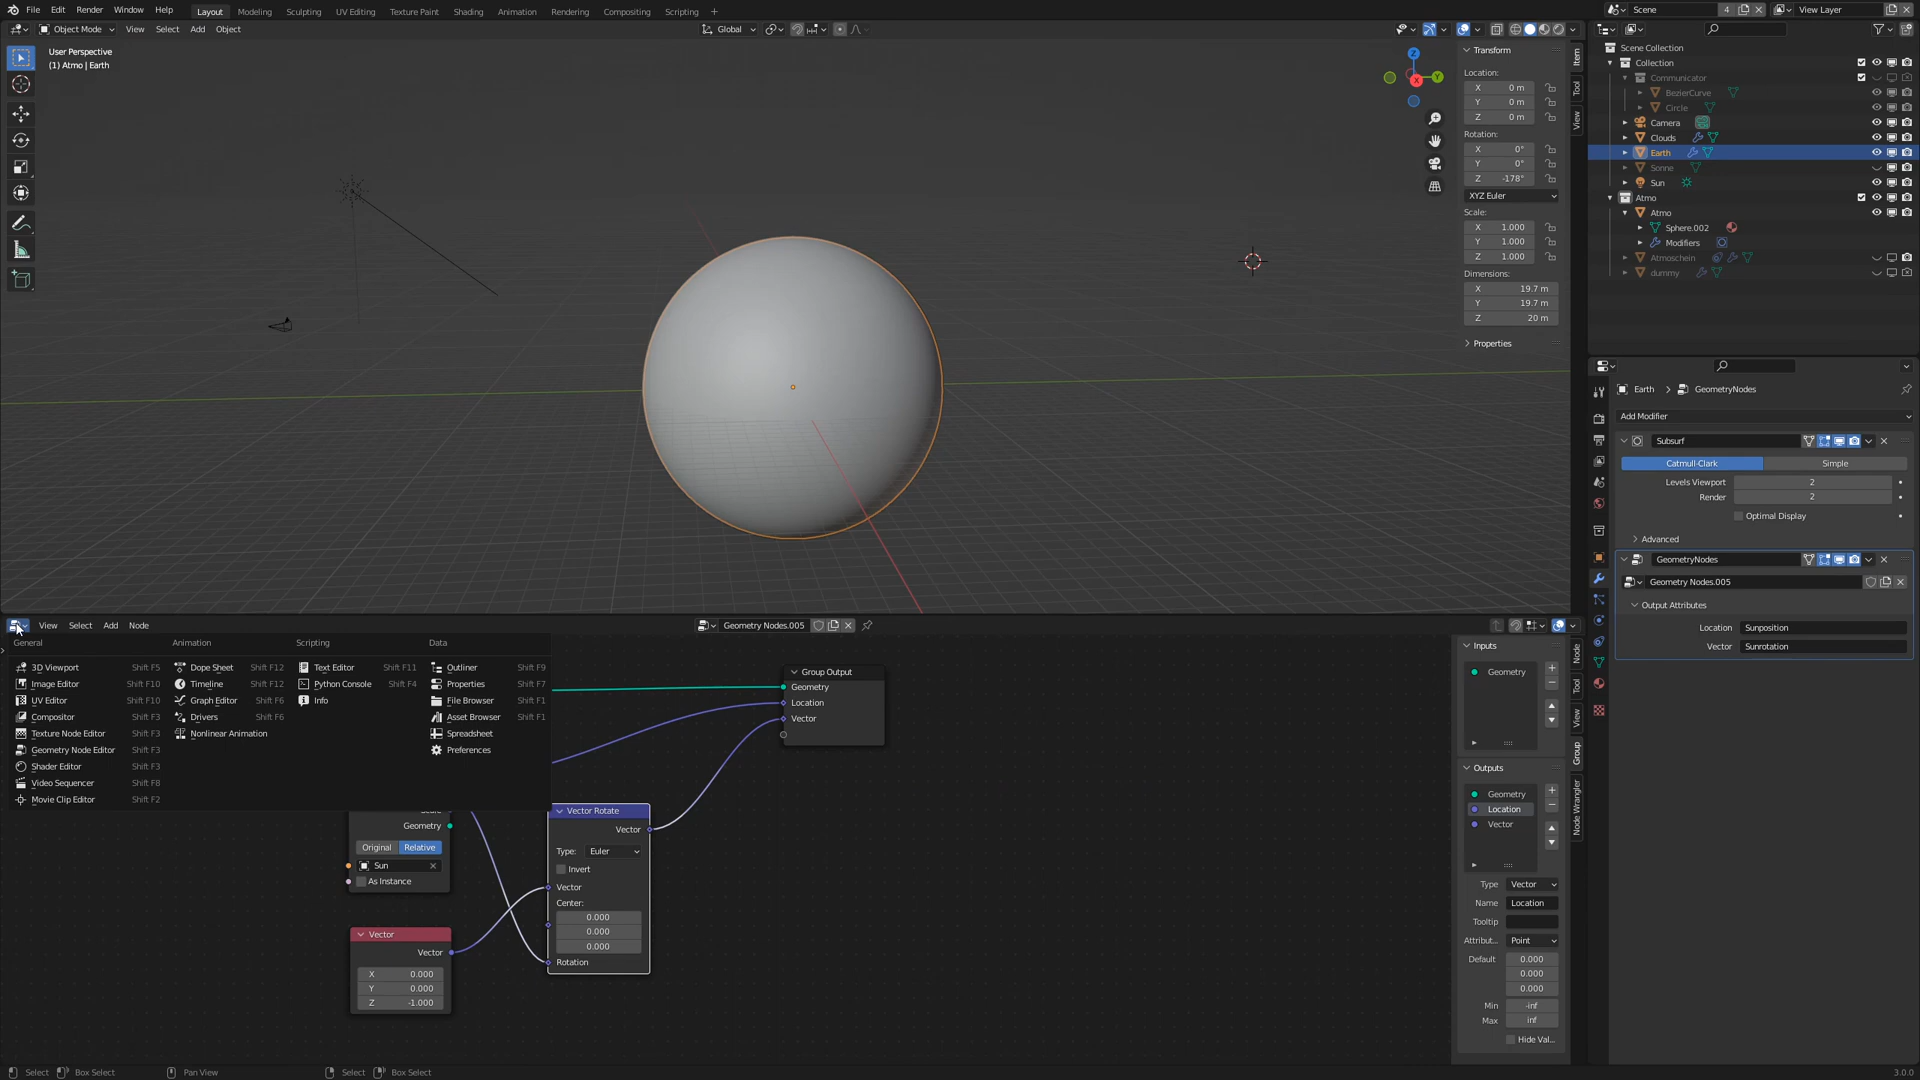 File Edit Render Window Help Layout Modeling Sculpting UV Editing Texture Paint Shading Animation Rendering Compositing Scripting + Scene 4 View Layer
Object Mode View Select Add Object Global
User Perspective
(1) Atmo | Earth
Z
Y
X
Transform
Location:
X 0 m
Y 0 m
Z 0 m
Rotation:
X 0°
Y 0°
Z -178°
XYZ Euler
Scale:
X 1.000
Y 1.000
Z 1.000
Dimensions:
X 19.7 m
Y 19.7 m
Z 20 m
Properties
Item
Tool
View
Scene Collection
Collection
Communicator
BezierCurve
Circle
Camera
Clouds
Earth
Sonne
Sun
Atmo
Atmo
Sphere.002
Modifiers
Atmoschein
dummy
Earth > GeometryNodes
Add Modifier
Subsurf
Catmull-Clark Simple
Levels Viewport 2
Render 2
Optimal Display
Advanced
GeometryNodes
Geometry Nodes.005
Output Attributes
Location Sunposition
Vector Sunrotation
View Select Add Node Geometry Nodes.005
General
3D Viewport Shift F5
Image Editor Shift F10
UV Editor Shift F10
Compositor Shift F3
Texture Node Editor Shift F3
Geometry Node Editor Shift F3
Shader Editor Shift F3
Video Sequencer Shift F8
Movie Clip Editor Shift F2
Animation
Dope Sheet Shift F12
Timeline Shift F12
Graph Editor Shift F6
Drivers Shift F6
Nonlinear Animation
Scripting
Text Editor Shift F11
Python Console Shift F4
Info
Data
Outliner Shift F9
Properties Shift F7
File Browser Shift F1
Asset Browser Shift F1
Spreadsheet
Preferences
Geometry
Original Relative
Sun
As Instance
Vector
Vector
X 0.000
Y 0.000
Z -1.000
Vector Rotate
Vector
Type: Euler
Invert
Vector
Center:
0.000
0.000
0.000
Rotation
Group Output
Geometry
Location
Vector
Inputs
Geometry
Outputs
Geometry
Location
Vector
Type Vector
Name Location
Tooltip
Attribut... Point
Default 0.000
0.000
0.000
Min -inf
Max inf
Hide Val...
Node
Tool
View
Group
Node Wrangler
Select Box Select Pan View Select Box Select 3.0.0